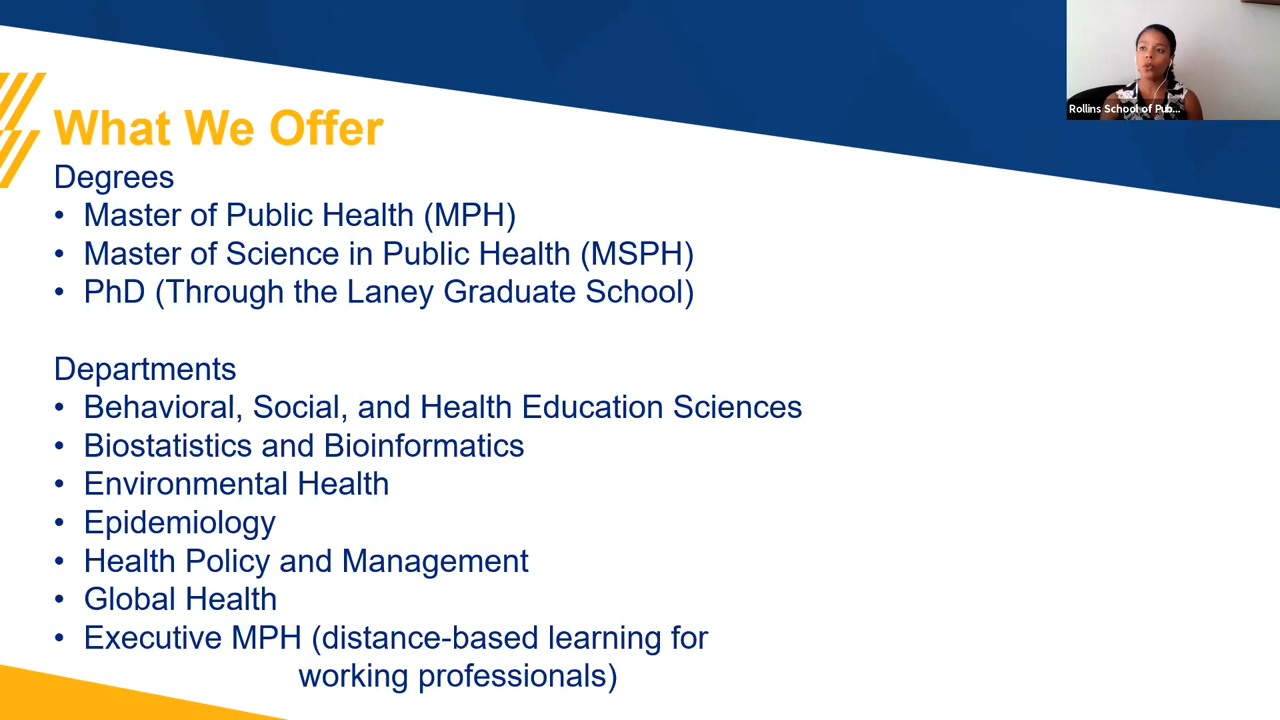 Rollins School of Pub...
What We Offer
Degrees
• Master of Public Health (MPH)
• Master of Science in Public Health (MSPH)
• PhD (Through the Laney Graduate School)
Departments
• Behavioral, Social, and Health Education Sciences
• Biostatistics and Bioinformatics
• Environmental Health
• Epidemiology
• Health Policy and Management
• Global Health
• Executive MPH (distance-based learning for
working professionals)